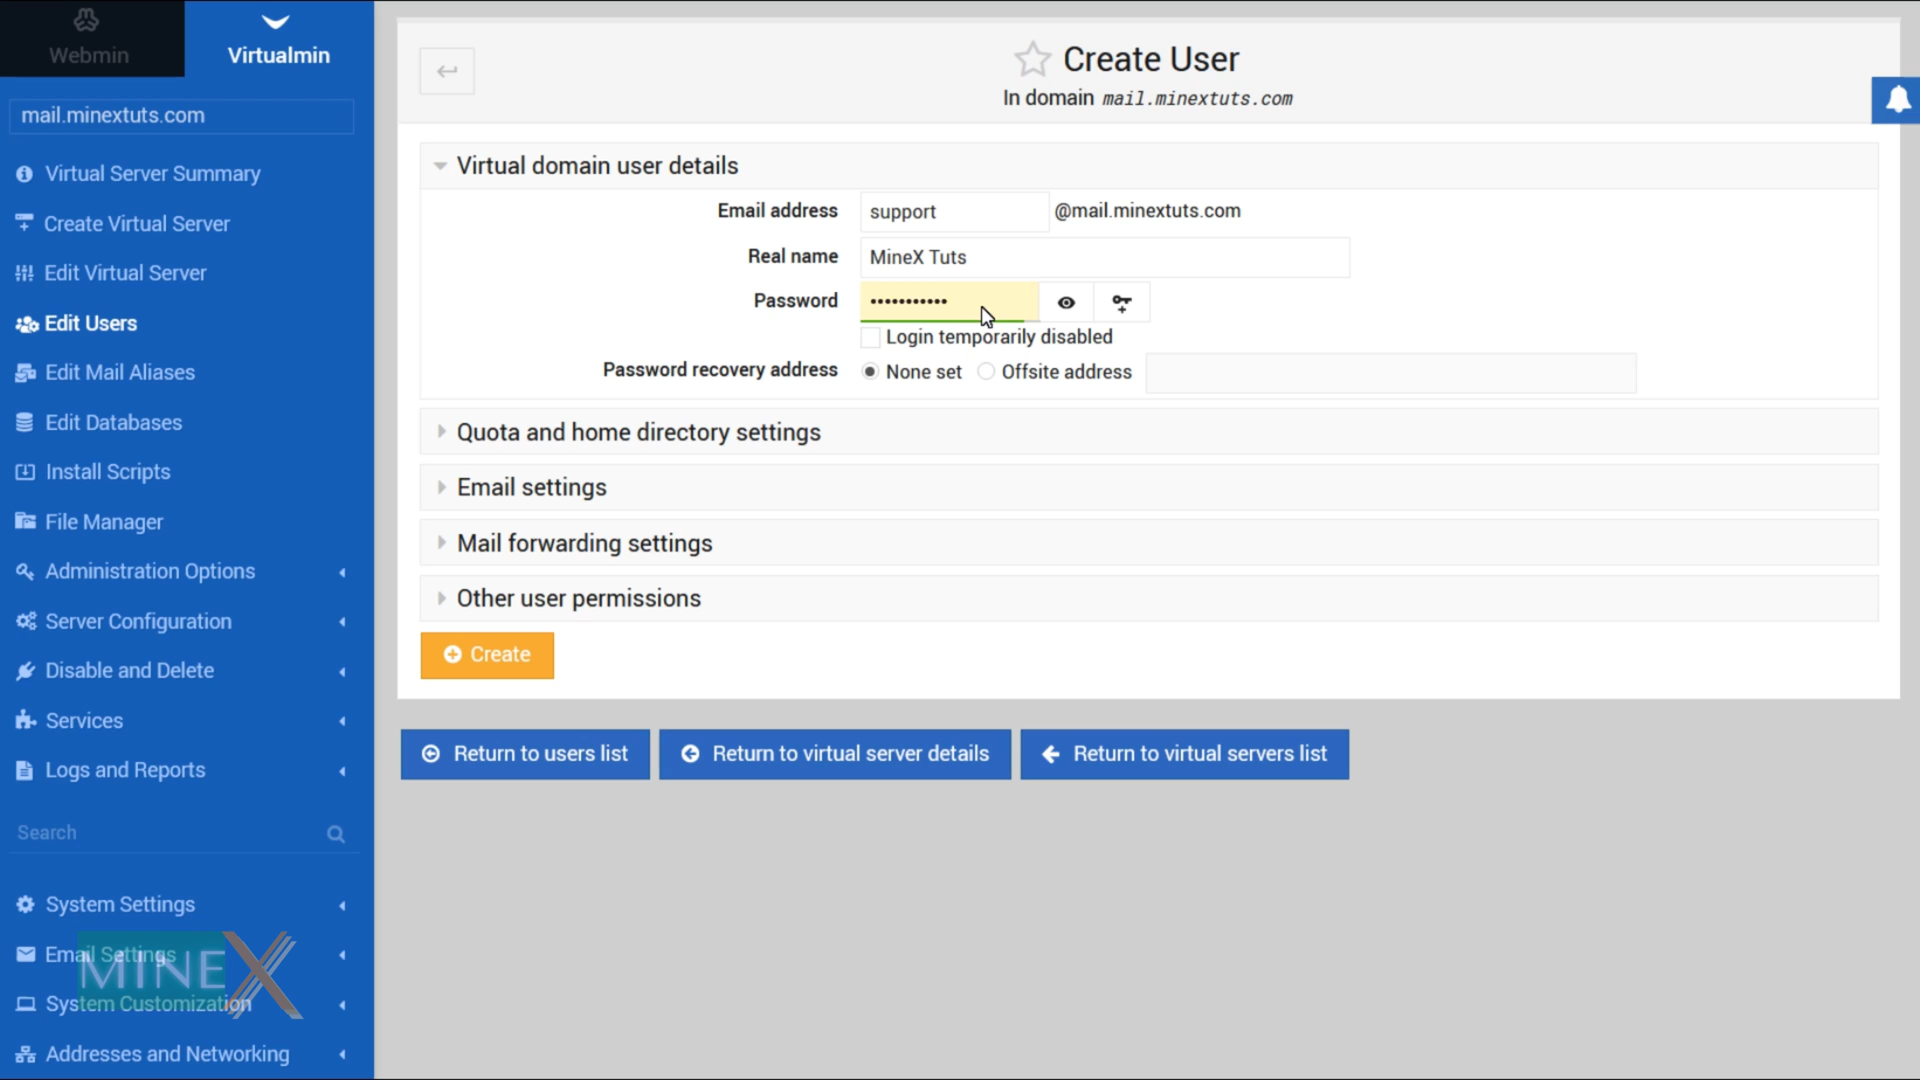 Webmin
Virtualmin
mail.minextuts.com
Virtual Server Summary
Create Virtual Server
Edit Virtual Server
Edit Users
Edit Mail Aliases
Edit Databases
Install Scripts
File Manager
Administration Options
Server Configuration
Disable and Delete
Services
Logs and Reports
Search
System Settings
Email Settings
MINEX
System Customization
Addresses and Networking
Create User
In domain mail.minextuts.com
Virtual domain user details
Email address support @mail.minextuts.com
Real name MineX Tuts
Password •••••••••••
Login temporarily disabled
Password recovery address None set Offsite address
Quota and home directory settings
Email settings
Mail forwarding settings
Other user permissions
Create
Return to users list Return to virtual server details Return to virtual servers list